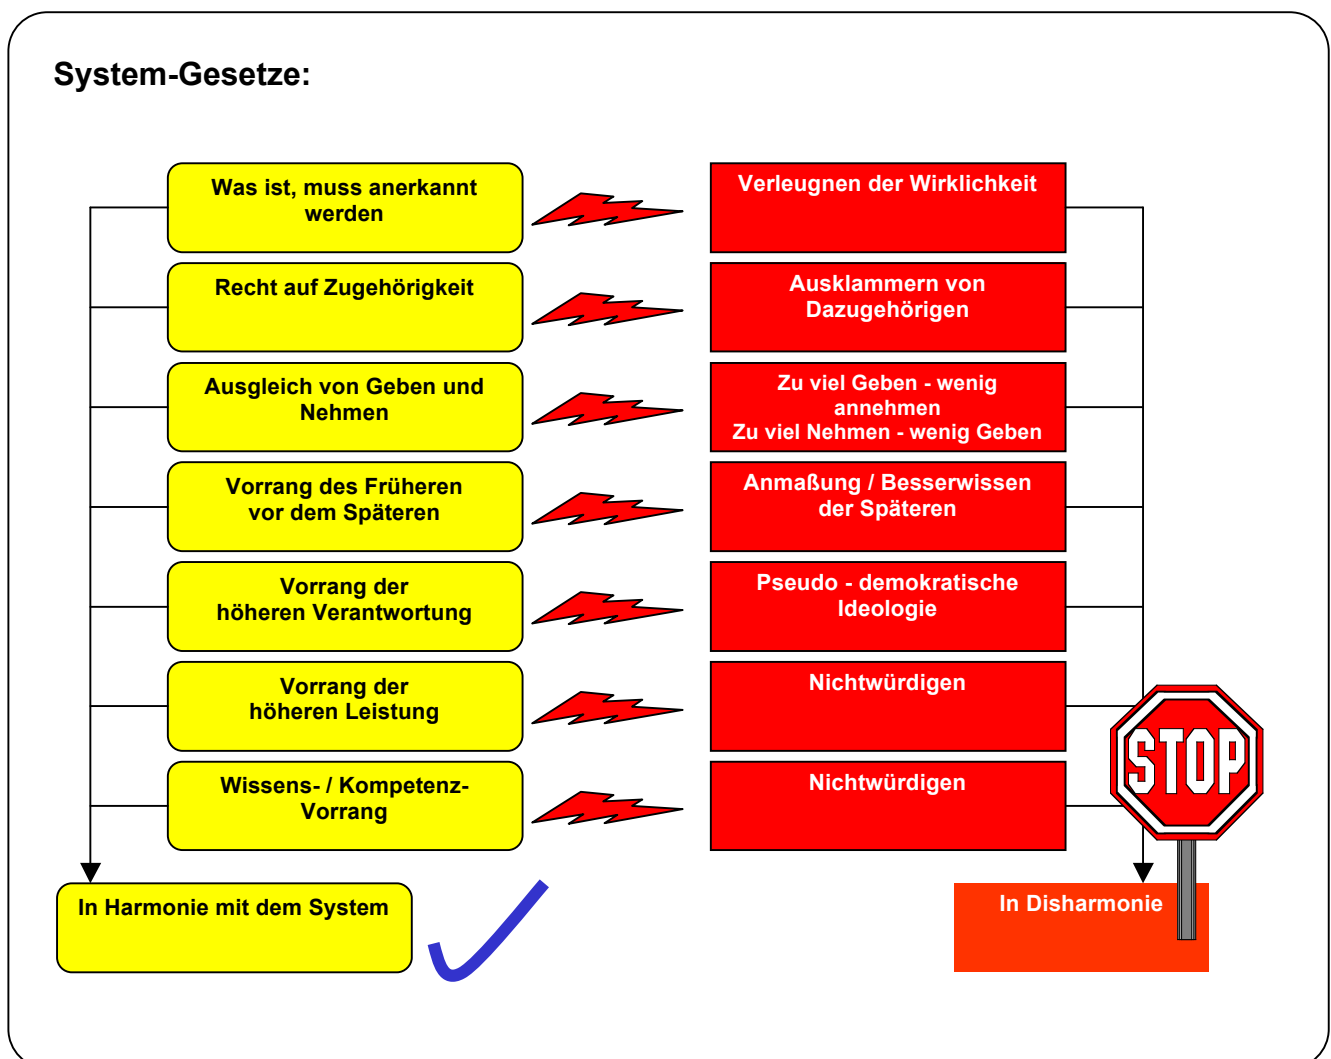 System-Gesetze:
Was ist, muss anerkannt
werden
Verleugnen der Wirklichkeit
Recht auf Zugehörigkeit
Ausklammern von
Dazugehörigen
Ausgleich von Geben und
Nehmen
Zu viel Geben - wenig
annehmen
Zu viel Nehmen - wenig Geben
Vorrang des Früheren
vor dem Späteren
Anmaßung / Besserwissen
der Späteren
Vorrang der
höheren Verantwortung
Pseudo - demokratische
Ideologie
Vorrang der
höheren Leistung
Nichtwürdigen
Wissens- / Kompetenz-
Vorrang
Nichtwürdigen
STOP
In Harmonie mit dem System
In Disharmonie